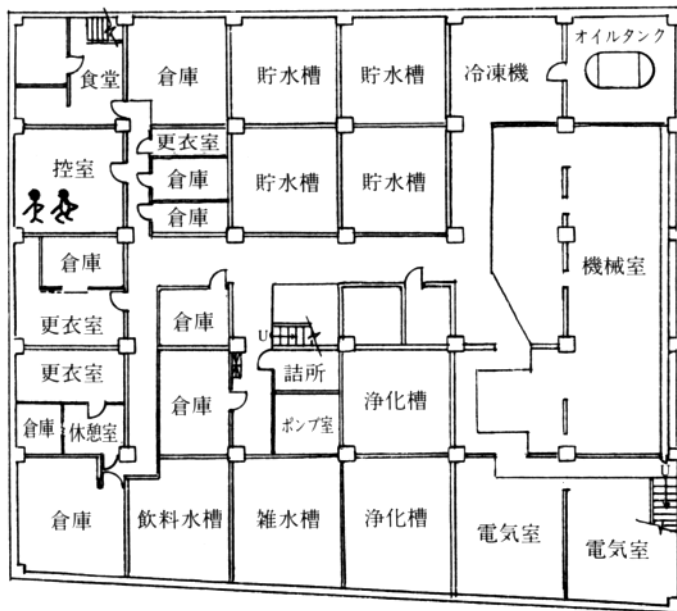 オイルタンク
食堂
倉庫
貯水槽
貯水槽
冷凍機
更衣室
控室
倉庫
貯水槽
貯水槽
倉庫
倉庫
機械室
更衣室
倉庫
U
詰所
更衣室
倉庫
浄化槽
倉庫
休憩室
ポンプ室
U
倉庫
飲料水槽
雑水槽
浄化槽
電気室
電気室